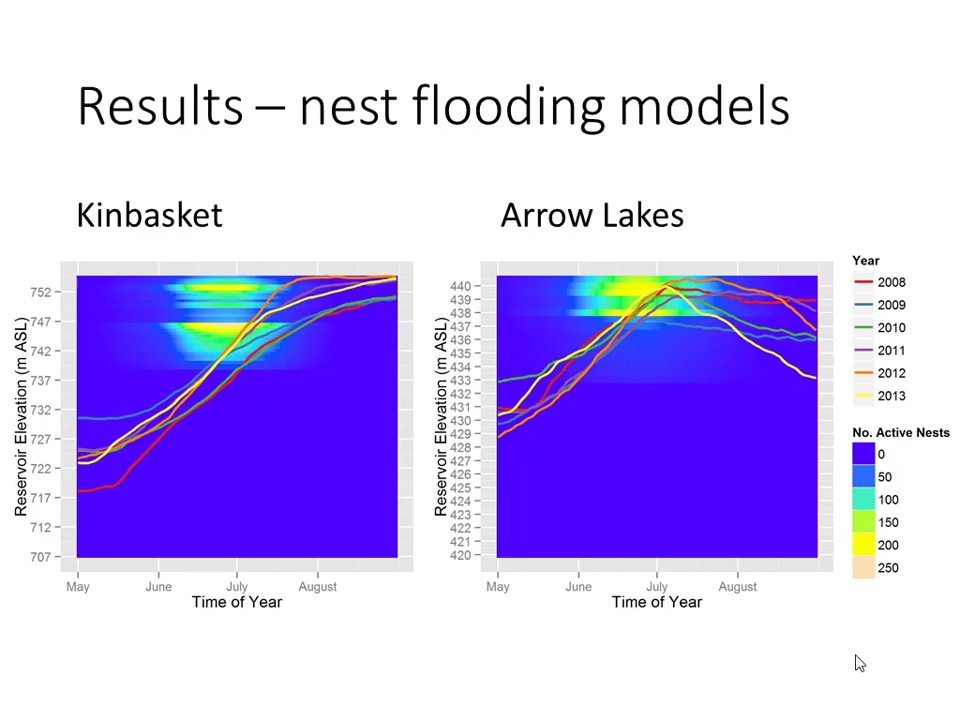 Results – nest flooding models
Kinbasket
Arrow Lakes
Reservoir Elevation (m ASL)
752
747
742
737
732
727
722
717
712
707
May
June
July
August
Time of Year
Reservoir Elevation (m ASL)
440
439
438
437
436
435
434
433
432
431
430
429
428
427
426
425
424
423
422
421
420
May
June
July
August
Time of Year
Year
2008
2009
2010
2011
2012
2013
No. Active Nests
0
50
100
150
200
250